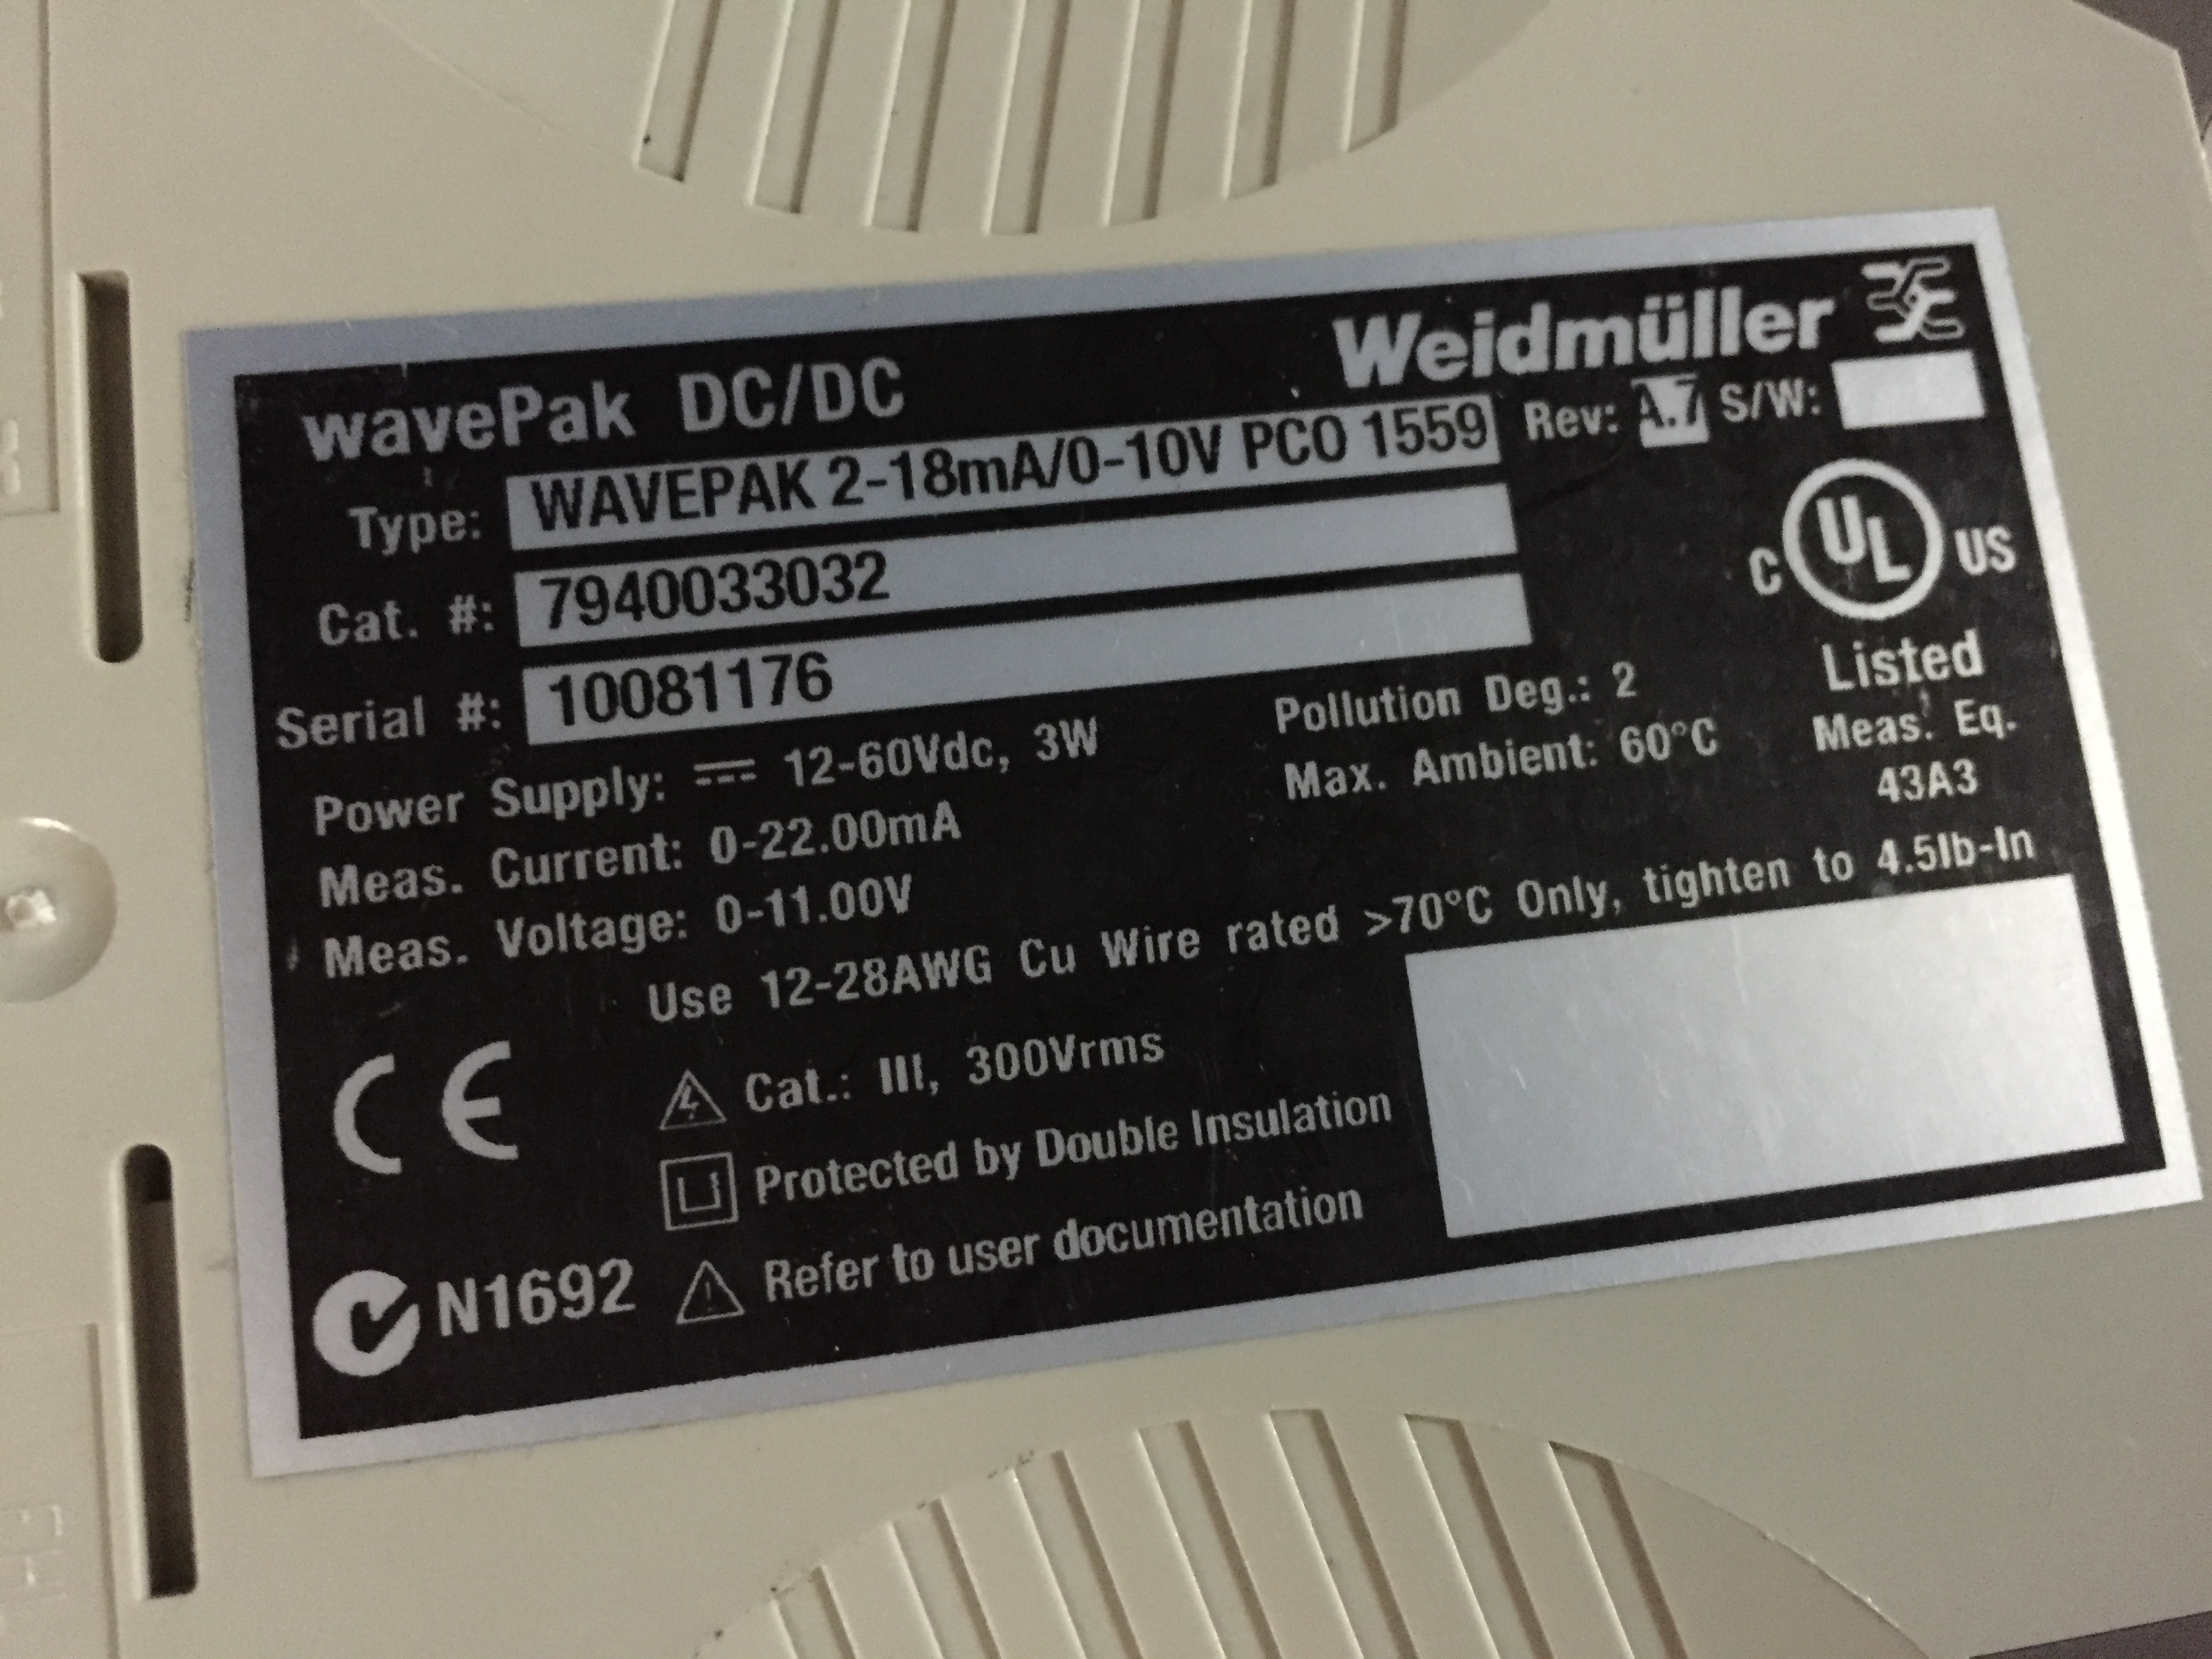 Weidmüller
wavePak DC/DC
Type: WAVEPAK 2-18mA/0-10V PCO 1559 Rev: A.7 S/W:
Cat. #: 7940033032
Serial #: 10081176
C UL US
Listed
Meas. Eq.
43A3
Power Supply: 12-60Vdc, 3W
Pollution Deg.: 2
Meas. Current: 0-22.00mA
Max. Ambient: 60°C
Meas. Voltage: 0-11.00V
Use 12-28AWG Cu Wire rated >70°C Only, tighten to 4.5lb-In
CE
Cat.: III, 300Vrms
Protected by Double Insulation
N1692
Refer to user documentation